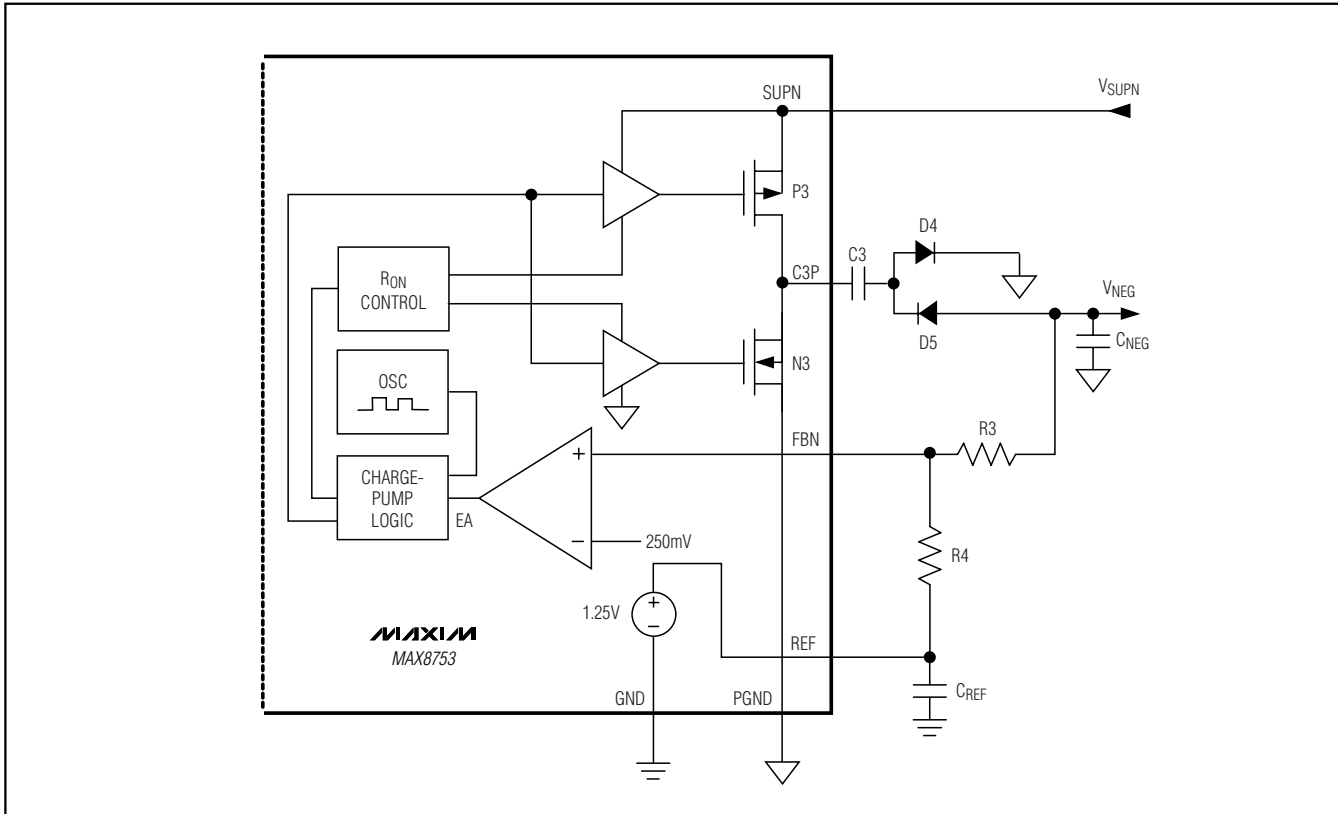 SUPN
VSUPN
P3
D4
C3
C3P
RON
CONTROL
VNEG
D5
CNEG
N3
OSC
R3
FBN
+
CHARGE-
PUMP
LOGIC
EA
−
250mV
R4
1.25V
+
−
MAXIM
MAX8753
REF
CREF
GND
PGND